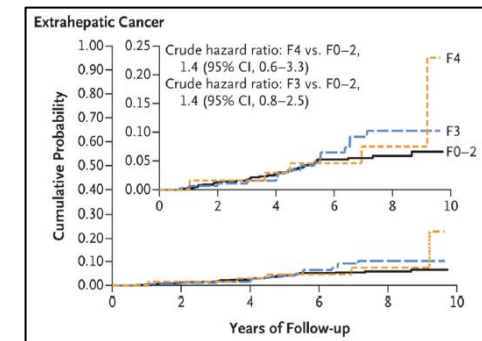 Extrahepatic Cancer
Crude hazard ratio: F4 vs. F0–2,
1.4 (95% CI, 0.6–3.3)
Crude hazard ratio: F3 vs. F0–2,
1.4 (95% CI, 0.8–2.5)
Cumulative Probability
1.00
0.90
0.80
0.70
0.60
0.50
0.40
0.30
0.20
0.10
0.00
0.25
0.20
0.15
0.10
0.05
0.00
F4
F3
F0–2
0 2 4 6 8 10
0 2 4 6 8 10
Years of Follow-up